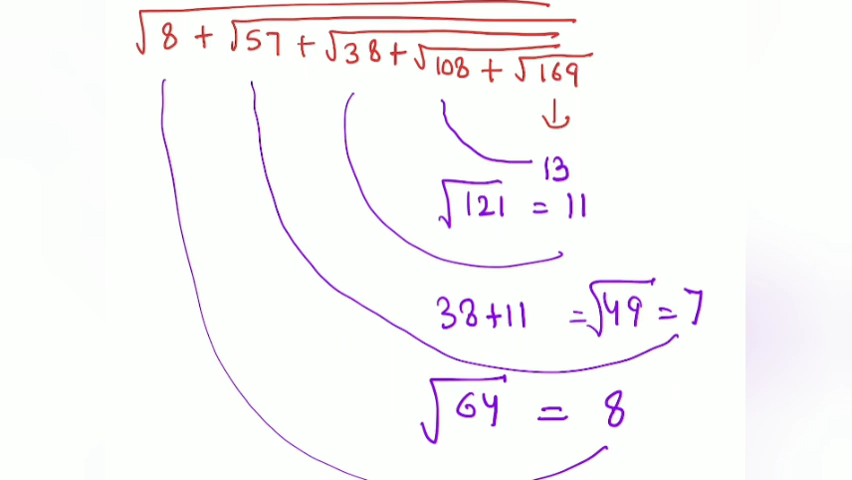 √8 + √57 + √38 + √108 + √169
↓
13
√121 = 11
38+11 = √49 = 7
√64 = 8